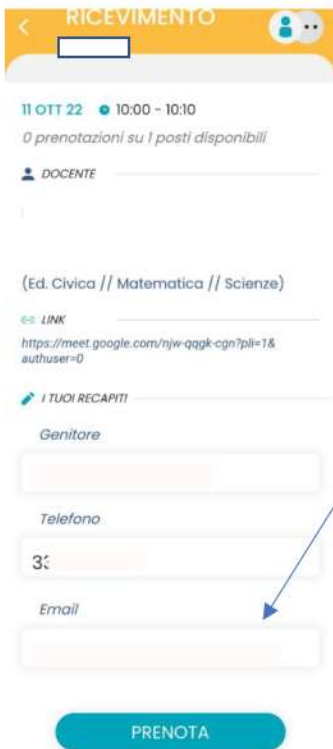 RICEVIMENTO
11 OTT 22 10:00 - 10:10
0 prenotazioni su 1 posti disponibili
DOCENTE
(Ed. Civica // Matematica // Scienze)
LINK
https://meet.google.com/njw-qqgk-cgn?pli=1&
authuser=0
I TUOI RECAPITI
Genitore
Telefono
Email
PRENOTA